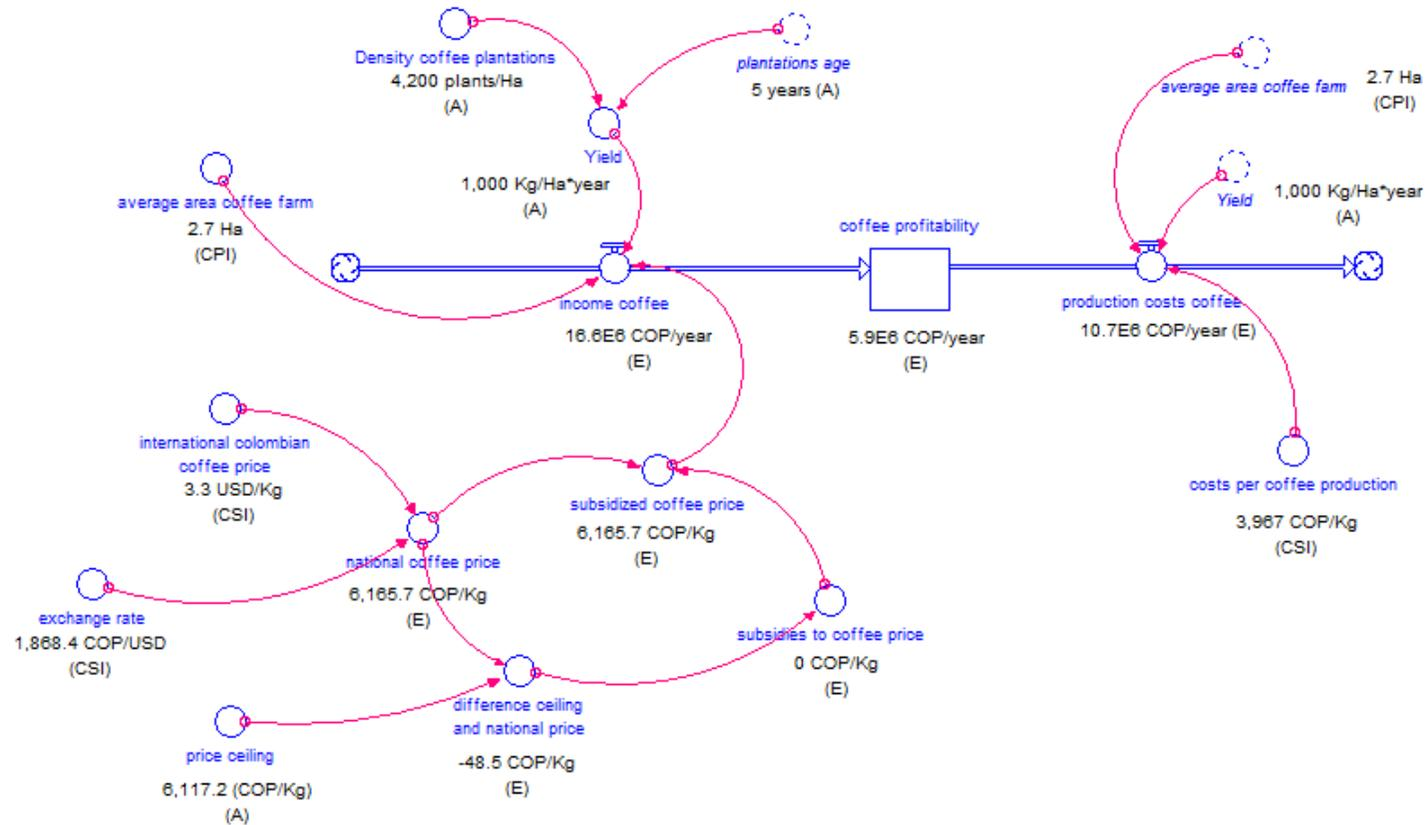 Density coffee plantations
4,200 plants/Ha
(A)
plantations age
5 years (A)
average area coffee farm
2.7 Ha
(CPI)
Yield
1,000 Kg/Ha*year
(A)
average area coffee farm
2.7 Ha
(CPI)
Yield
1,000 Kg/Ha*year
(A)
coffee profitability
5.9E6 COP/year
(E)
income coffee
16.6E6 COP/year
(E)
production costs coffee
10.7E6 COP/year (E)
international colombian
coffee price
3.3 USD/Kg
(CSI)
subsidized coffee price
6,165.7 COP/Kg
(E)
costs per coffee production
3,967 COP/Kg
(CSI)
national coffee price
6,165.7 COP/Kg
(E)
exchange rate
1,868.4 COP/USD
(CSI)
subsidies to coffee price
0 COP/Kg
(E)
difference ceiling
and national price
-48.5 COP/Kg
(E)
price ceiling
6,117.2 (COP/Kg)
(A)